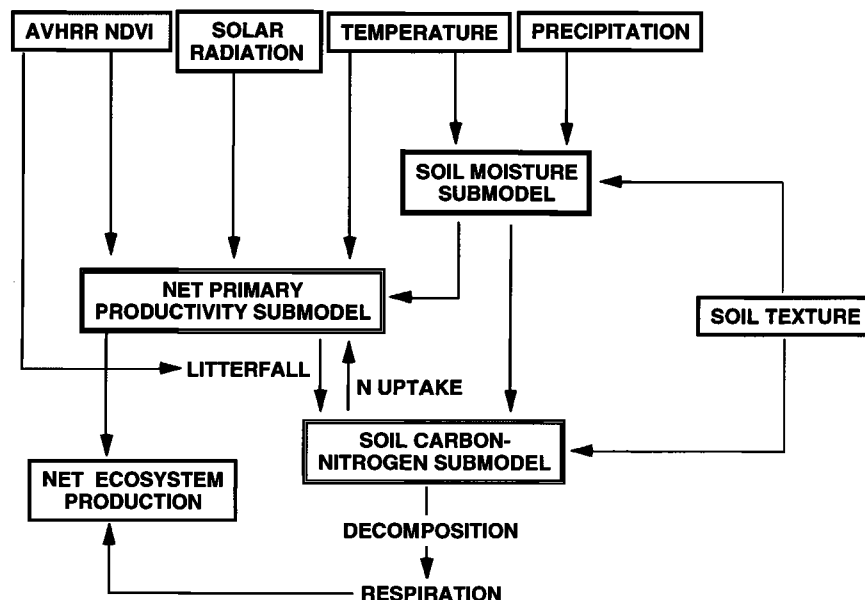 AVHRR NDVI
SOLAR
RADIATION
TEMPERATURE
PRECIPITATION
SOIL MOISTURE
SUBMODEL
NET PRIMARY
PRODUCTIVITY SUBMODEL
SOIL TEXTURE
LITTERFALL
N UPTAKE
SOIL CARBON-
NITROGEN SUBMODEL
NET ECOSYSTEM
PRODUCTION
DECOMPOSITION
RESPIRATION